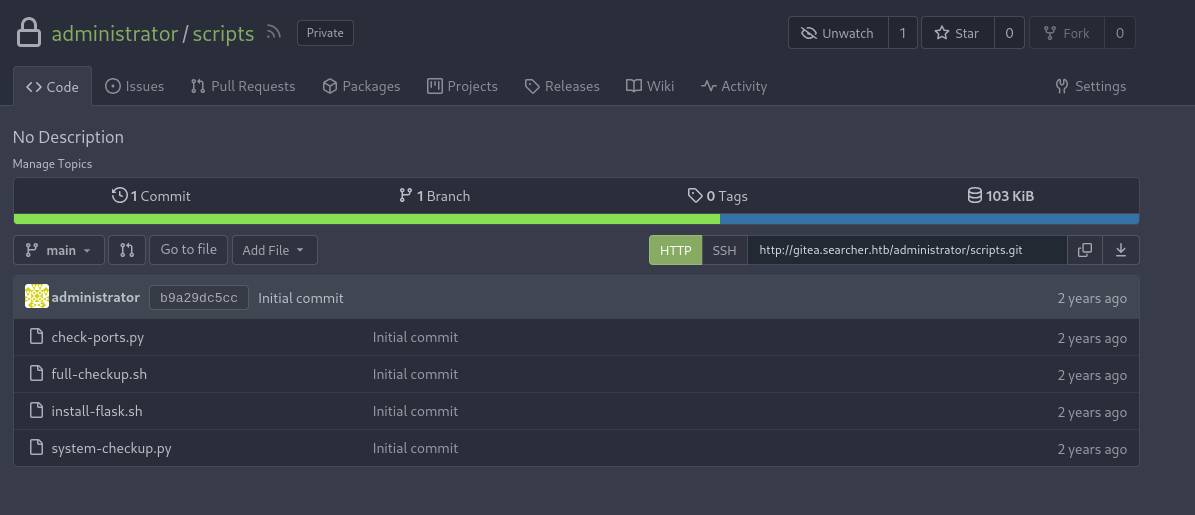 administrator / scripts Private Unwatch 1 Star 0 Fork 0
Code Issues Pull Requests Packages Projects Releases Wiki Activity Settings
No Description
Manage Topics
1 Commit 1 Branch 0 Tags 103 KiB
main Go to file Add File HTTP SSH http://gitea.searcher.htb/administrator/scripts.git
administrator b9a29dc5cc Initial commit 2 years ago
check-ports.py Initial commit 2 years ago
full-checkup.sh Initial commit 2 years ago
install-flask.sh Initial commit 2 years ago
system-checkup.py Initial commit 2 years ago